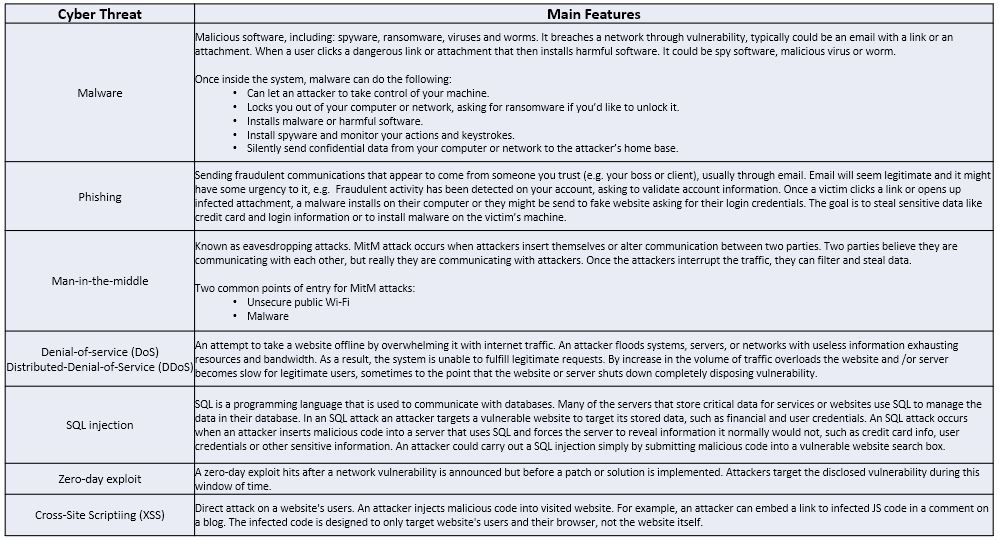 Cyber Threat
Main Features
Malware
Malicious software, including: spyware, ransomware, viruses and worms. It breaches a network through vulnerability, typically could be an email with a link or an
attachment. When a user clicks a dangerous link or attachment that then installs harmful software. It could be spy software, malicious virus or worm.
Once inside the system, malware can do the following:
• Can let an attacker to take control of your machine.
• Locks you out of your computer or network, asking for ransomware if you'd like to unlock it.
• Installs malware or harmful software.
• Install spyware and monitor your actions and keystrokes.
• Silently send confidential data from your computer or network to the attacker's home base.
Phishing
Sending fraudulent communications that appear to come from someone you trust (e.g. your boss or client), usually through email. Email will seem legitimate and it might
have some urgency to it, e.g. Fraudulent activity has been detected on your account, asking to validate account information. Once a victim clicks a link or opens up
infected attachment, a malware installs on their computer or they might be send to fake website asking for their login credentials. The goal is to steal sensitive data like
credit card and login information or to install malware on the victim's machine.
Man-in-the-middle
Known as eavesdropping attacks. MitM attack occurs when attackers insert themselves or alter communication between two parties. Two parties believe they are
communicating with each other, but really they are communicating with attackers. Once the attackers interrupt the traffic, they can filter and steal data.
Two common points of entry for MitM attacks:
• Unsecure public Wi-Fi
• Malware
Denial-of-service (DoS)
Distributed-Denial-of-Service (DDoS)
An attempt to take a website offline by overwhelming it with internet traffic. An attacker floods systems, servers, or networks with useless information exhausting
resources and bandwidth. As a result, the system is unable to fulfill legitimate requests. By increase in the volume of traffic overloads the website and /or server
becomes slow for legitimate users, sometimes to the point that the website or server shuts down completely disposing vulnerability.
SQL injection
SQL is a programming language that is used to communicate with databases. Many of the servers that store critical data for services or websites use SQL to manage the
data in their database. In an SQL attack an attacker targets a vulnerable website to target its stored data, such as financial and user credentials. An SQL attack occurs
when an attacker inserts malicious code into a server that uses SQL and forces the server to reveal information it normally would not, such as credit card info, user
credentials or other sensitive information. An attacker could carry out a SQL injection simply by submitting malicious code into a vulnerable website search box.
Zero-day exploit
A zero-day exploit hits after a network vulnerability is announced but before a patch or solution is implemented. Attackers target the disclosed vulnerability during this
window of time.
Cross-Site Scriptiing (XSS)
Direct attack on a website's users. An attacker injects malicious code into visited website. For example, an attacker can embed a link to infected JS code in a comment on
a blog. The infected code is designed to only target website's users and their browser, not the website itself.